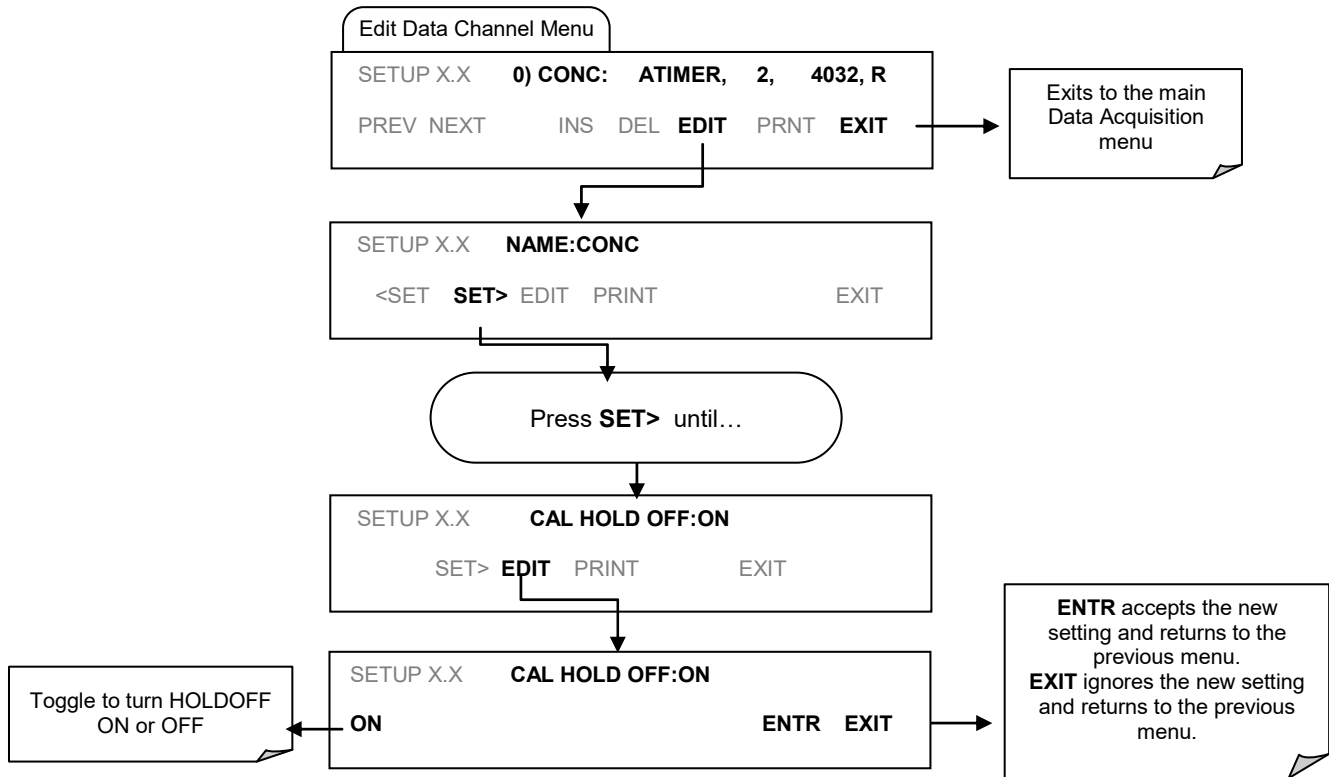 Edit Data Channel Menu
SETUP X.X 0) CONC: ATIMER, 2, 4032, R
PREV NEXT INS DEL EDIT PRNT EXIT
Exits to the main
Data Acquisition
menu
SETUP X.X NAME:CONC
<SET SET> EDIT PRINT EXIT
Press SET> until…
SETUP X.X CAL HOLD OFF:ON
SET> EDIT PRINT EXIT
SETUP X.X CAL HOLD OFF:ON
ON ENTR EXIT
Toggle to turn HOLDOFF
ON or OFF
ENTR accepts the new
setting and returns to the
previous menu.
EXIT ignores the new setting
and returns to the previous
menu.